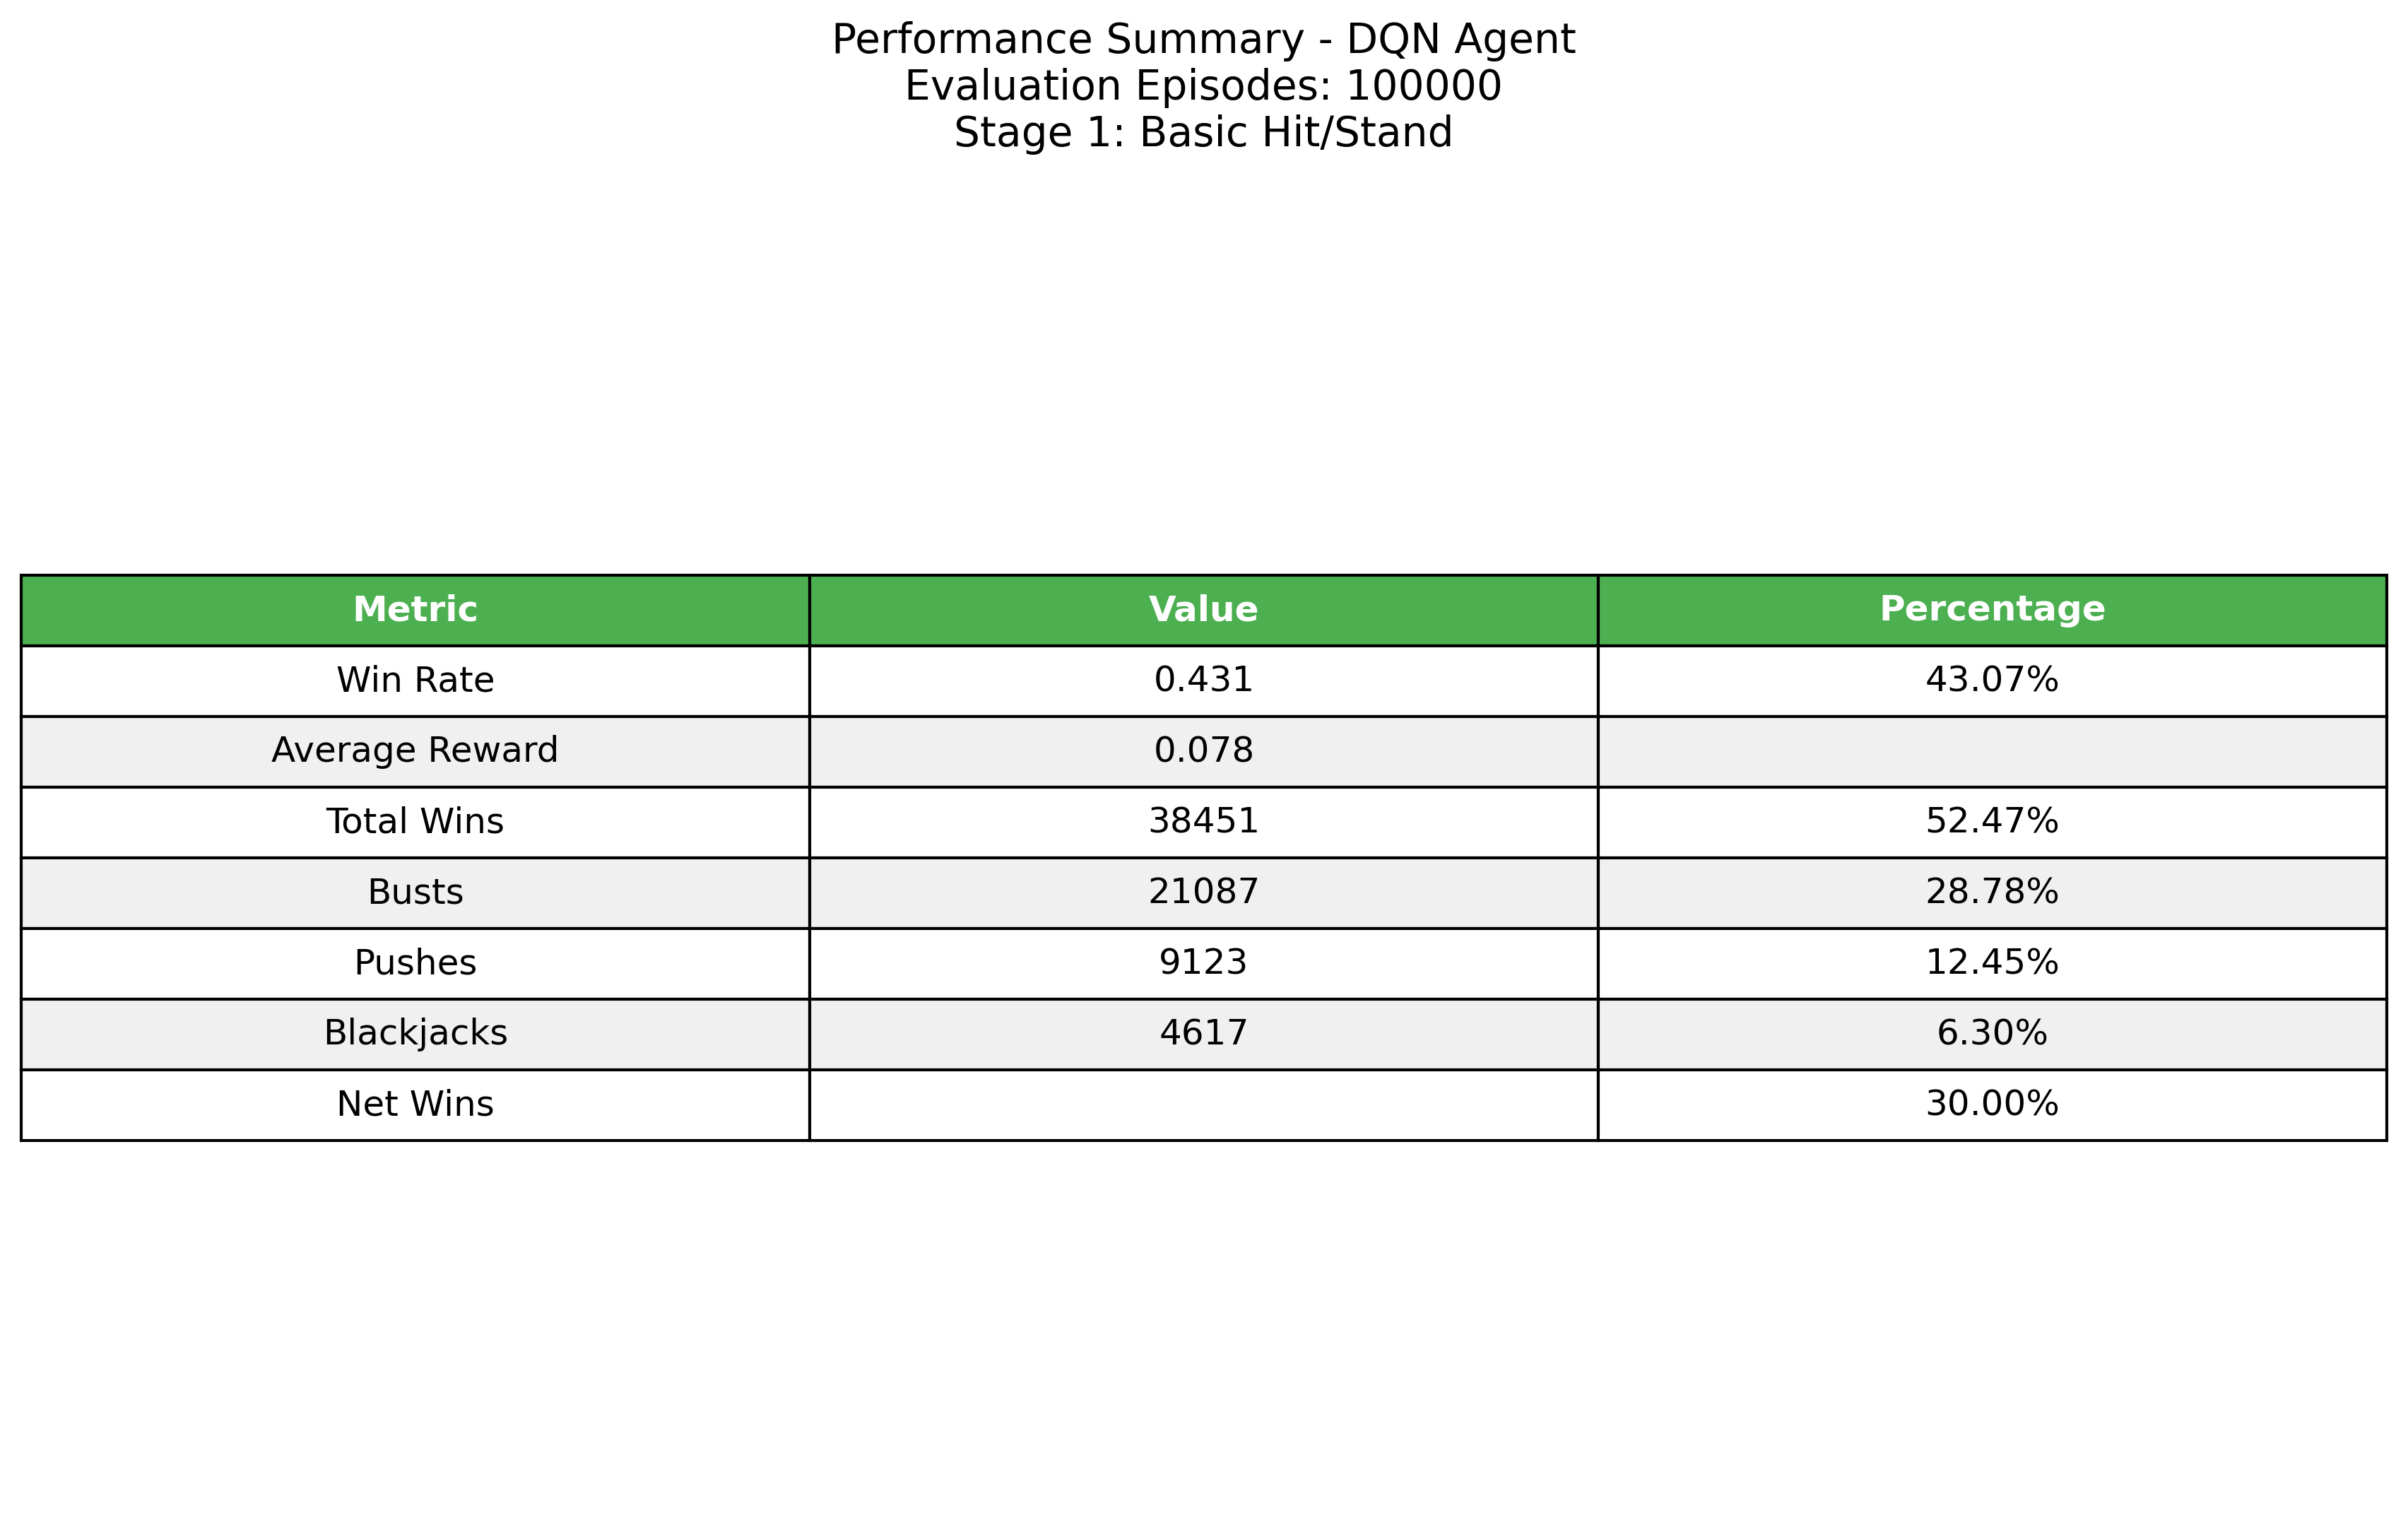 Performance Summary - DQN Agent
Evaluation Episodes: 100000
Stage 1: Basic Hit/Stand
Metric Value Percentage
Win Rate 0.431 43.07%
Average Reward 0.078
Total Wins 38451 52.47%
Busts 21087 28.78%
Pushes 9123 12.45%
Blackjacks 4617 6.30%
Net Wins 30.00%